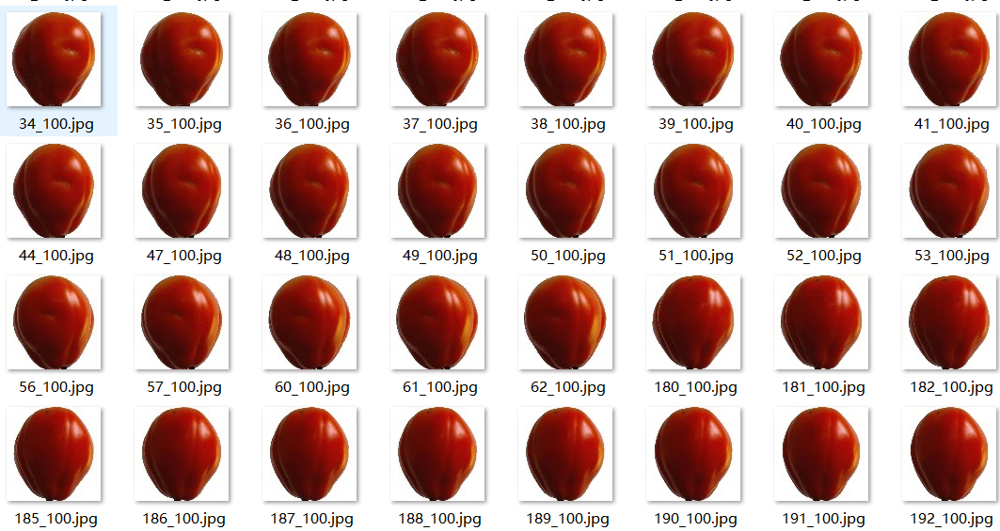 34_100.jpg 35_100.jpg 36_100.jpg 37_100.jpg 38_100.jpg 39_100.jpg 40_100.jpg 41_100.jpg
44_100.jpg 47_100.jpg 48_100.jpg 49_100.jpg 50_100.jpg 51_100.jpg 52_100.jpg 53_100.jpg
56_100.jpg 57_100.jpg 60_100.jpg 61_100.jpg 62_100.jpg 180_100.jpg 181_100.jpg 182_100.jpg
185_100.jpg 186_100.jpg 187_100.jpg 188_100.jpg 189_100.jpg 190_100.jpg 191_100.jpg 192_100.jpg